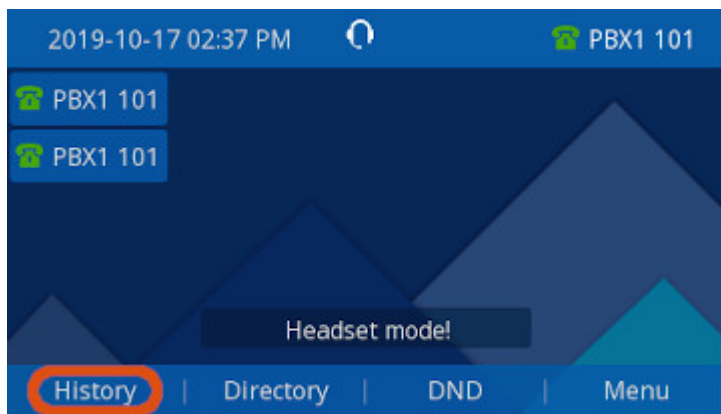 2019-10-17 02:37 PM PBX1 101
PBX1 101
PBX1 101
Headset mode!
History | Directory | DND | Menu